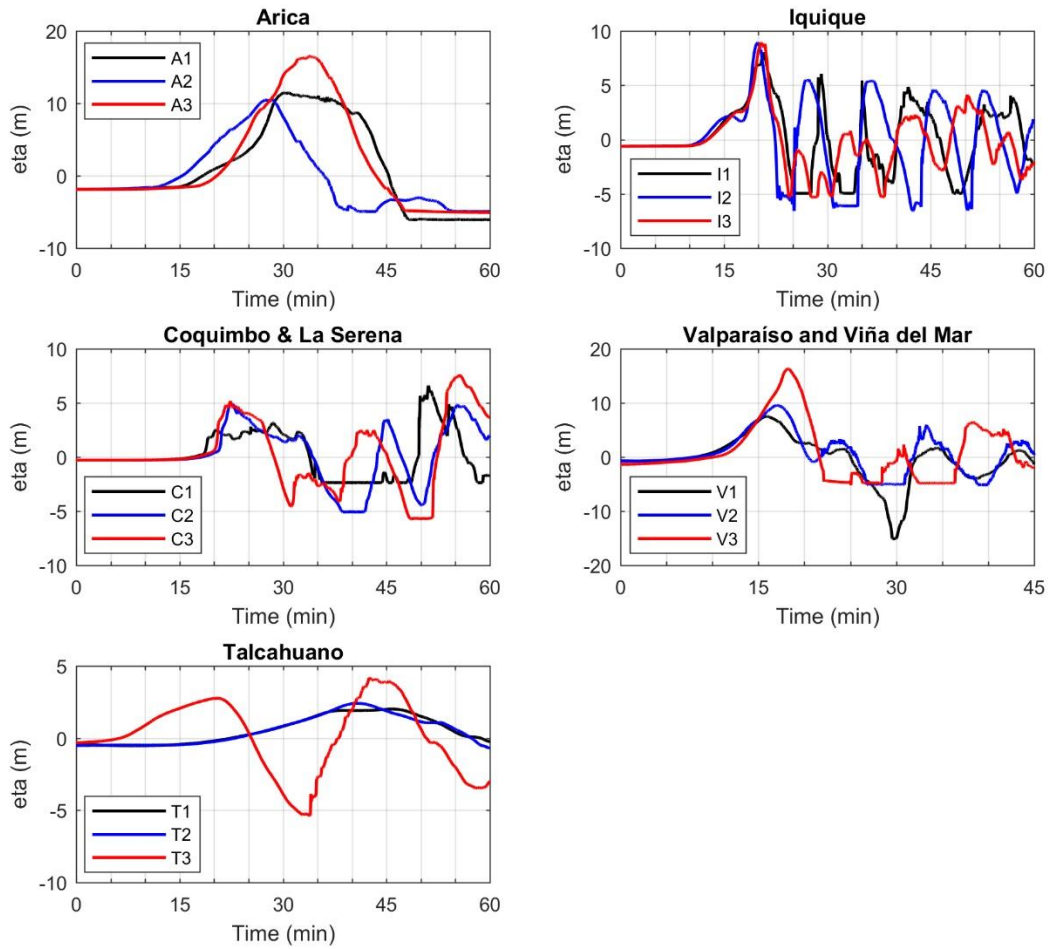 Arica
20
10
0
-10
eta (m)
A1
A2
A3
0 15 30 45 60
Time (min)
Iquique
10
5
0
-5
-10
eta (m)
I1
I2
I3
0 15 30 45 60
Time (min)
Coquimbo & La Serena
10
5
0
-5
-10
eta (m)
C1
C2
C3
0 15 30 45 60
Time (min)
Valparaíso and Viña del Mar
20
10
0
-10
-20
eta (m)
V1
V2
V3
0 15 30 45
Time (min)
Talcahuano
5
0
-5
-10
eta (m)
T1
T2
T3
0 15 30 45 60
Time (min)